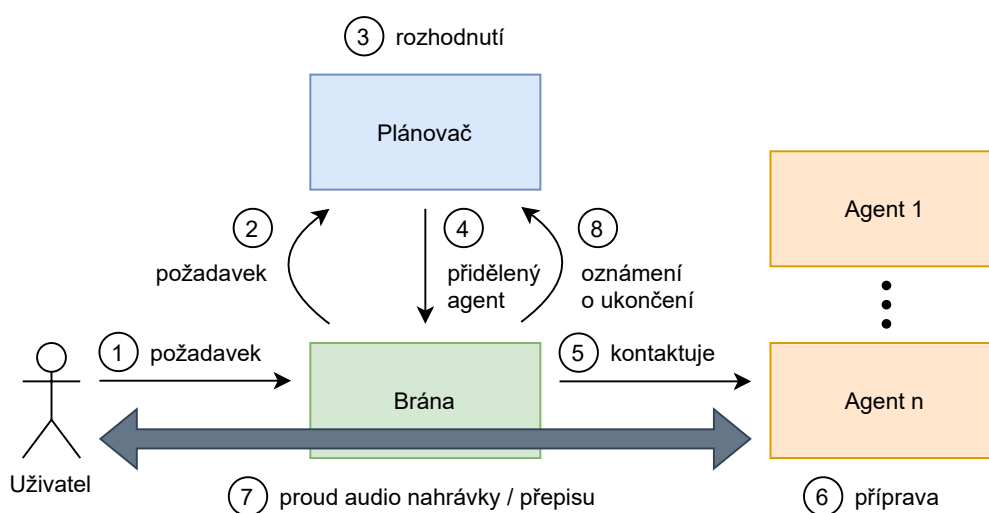 3 rozhodnutí
Plánovač
Agent 1
2
požadavek
4
přidělený
agent
8
oznámení
o ukončení
1 požadavek
5 kontaktuje
Brána
Agent n
Uživatel
7 proud audio nahrávky / přepisu
6 příprava